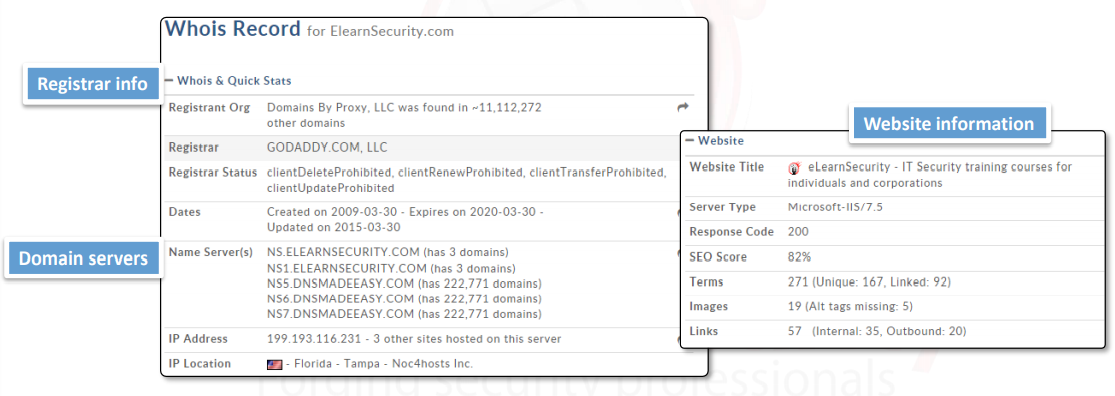 Whois Record for ElearnSecurity.com
Registrar info
− Whois & Quick Stats
Registrant Org Domains By Proxy, LLC was found in ~11,112,272
other domains
Registrar GODADDY.COM, LLC
Registrar Status clientDeleteProhibited, clientRenewProhibited, clientTransferProhibited,
clientUpdateProhibited
Dates Created on 2009-03-30 - Expires on 2020-03-30 -
Updated on 2015-03-30
Domain servers
Name Server(s) NS.ELEARNSECURITY.COM (has 3 domains)
NS1.ELEARNSECURITY.COM (has 3 domains)
NS5.DNSMADEEASY.COM (has 222,771 domains)
NS6.DNSMADEEASY.COM (has 222,771 domains)
NS7.DNSMADEEASY.COM (has 222,771 domains)
IP Address 199.193.116.231 - 3 other sites hosted on this server
IP Location - Florida - Tampa - Noc4hosts Inc.
Website information
− Website
Website Title eLearnSecurity - IT Security training courses for
individuals and corporations
Server Type Microsoft-IIS/7.5
Response Code 200
SEO Score 82%
Terms 271 (Unique: 167, Linked: 92)
Images 19 (Alt tags missing: 5)
Links 57 (Internal: 35, Outbound: 20)
Forging security professionals